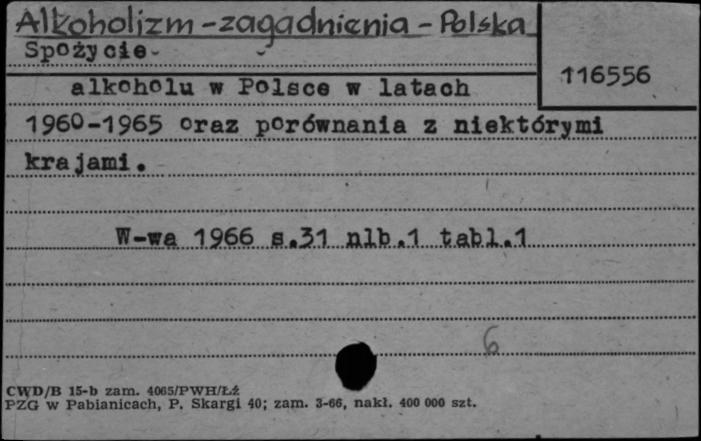 Alkoholizm - zagadnienia - Polska
Spożycie
116556
alkoholu w Polsce w latach
1960-1965 oraz porównania z niektórymi
krajami.
W-wa 1966 s.31 nlb.1 tabl.1
6
CWD/B 15-b zam. 4065/PWH/Łź
PZG w Pabianicach, P. Skargi 40; zam. 3-66, nakł. 400 000 szt.